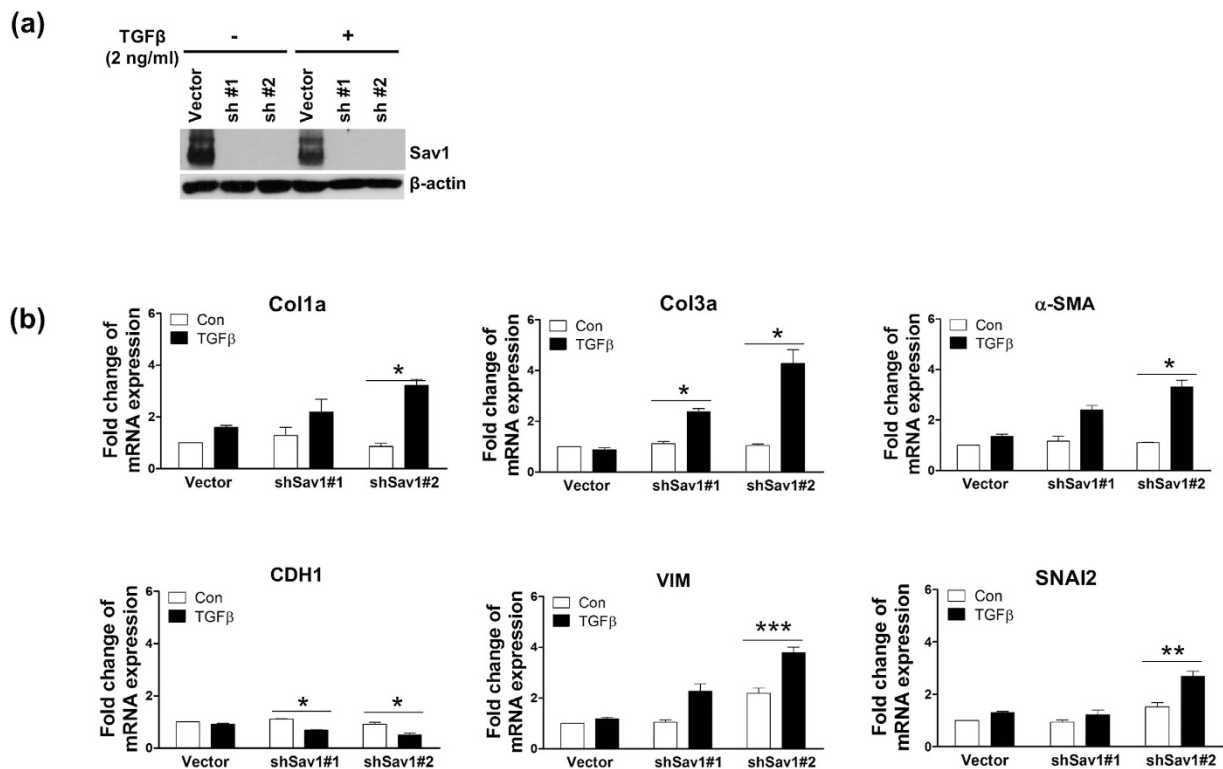 (a)
TGFβ
(2 ng/ml)
- +
Vector sh #1 sh #2 Vector sh #1 sh #2
Sav1
β-actin
(b)
Col1a
Fold change of
mRNA expression
6
4
2
0
Con
TGFβ
*
Vector shSav1#1 shSav1#2
Col3a
Fold change of
mRNA expression
6
4
2
0
Con
TGFβ
*
*
Vector shSav1#1 shSav1#2
α-SMA
Fold change of
mRNA expression
6
4
2
0
Con
TGFβ
*
Vector shSav1#1 shSav1#2
CDH1
Fold change of
mRNA expression
6
4
2
0
Con
TGFβ
* *
Vector shSav1#1 shSav1#2
VIM
Fold change of
mRNA expression
6
4
2
0
Con
TGFβ
***
Vector shSav1#1 shSav1#2
SNAI2
Fold change of
mRNA expression
6
4
2
0
Con
TGFβ
**
Vector shSav1#1 shSav1#2